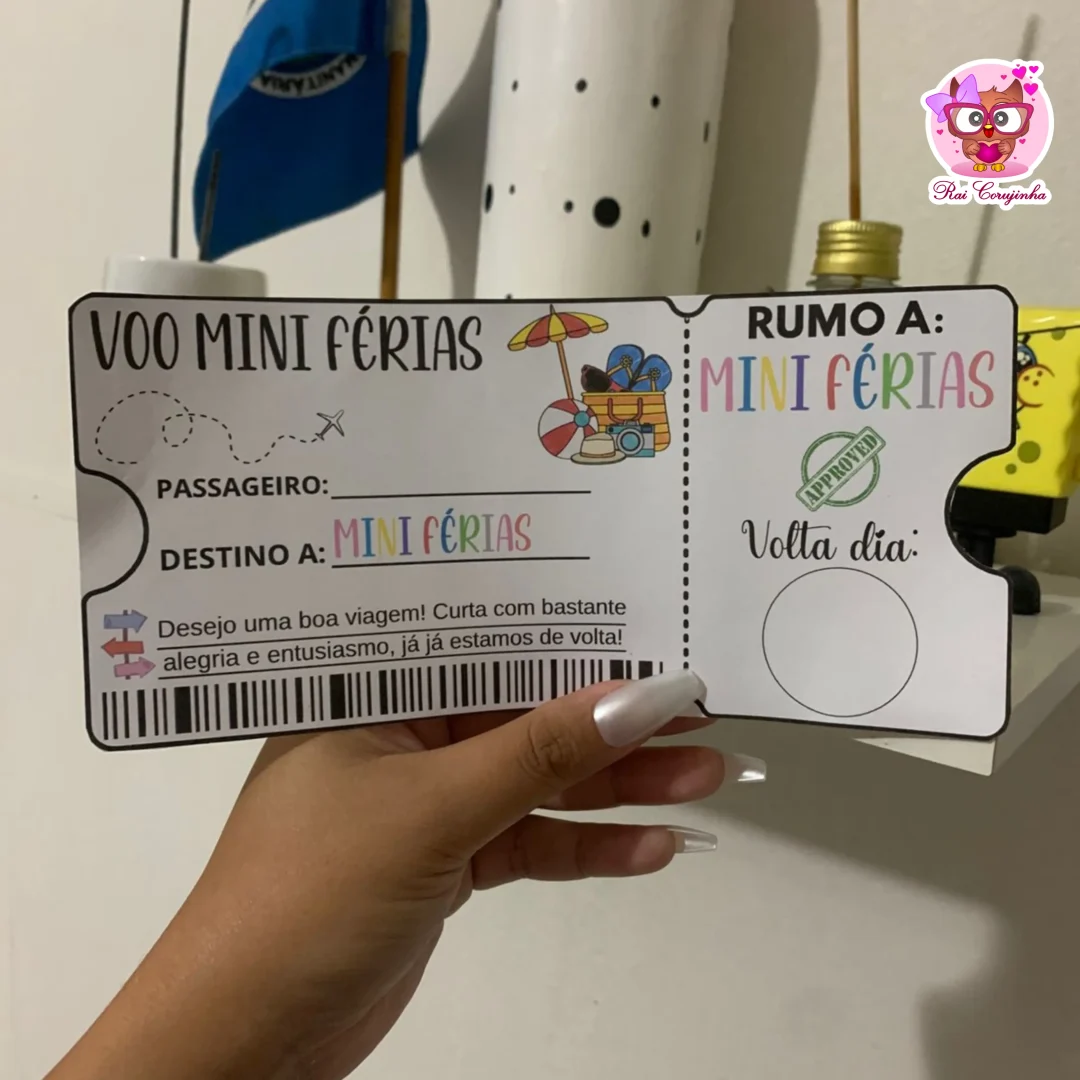 VOO MINI FÉRIAS
PASSAGEIRO:
DESTINO A: MINI FÉRIAS
Desejo uma boa viagem! Curta com bastante
alegria e entusiasmo, já já estamos de volta!
RUMO A:
MINI FÉRIAS
APPROVED
Volta dia:
Rai Corujinha